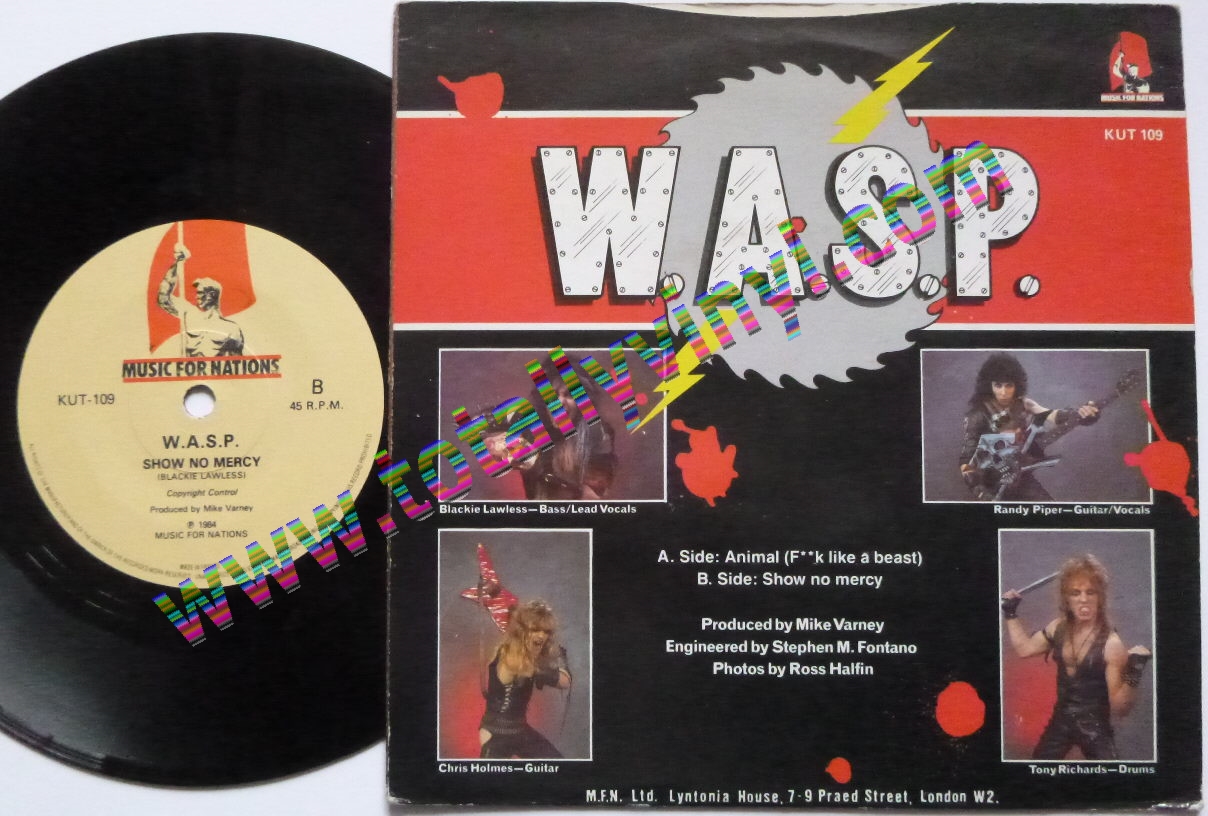 MUSIC FOR NATIONS
KUT-109
B
45 R.P.M.
W.A.S.P.
SHOW NO MERCY
(BLACKIE LAWLESS)
Copyright Control
Produced by Mike Varney
℗ 1984
MUSIC FOR NATIONS
MUSIC FOR NATIONS
KUT 109
W.A.S.P.
www.totallyvinyl.com
Blackie Lawless—Bass/Lead Vocals
Randy Piper—Guitar/Vocals
A. Side: Animal (F**k like a beast)
B. Side: Show no mercy
Produced by Mike Varney
Engineered by Stephen M. Fontano
Photos by Ross Halfin
Chris Holmes—Guitar
Tony Richards—Drums
M.F.N. Ltd. Lyntonia House, 7-9 Praed Street, London W2.